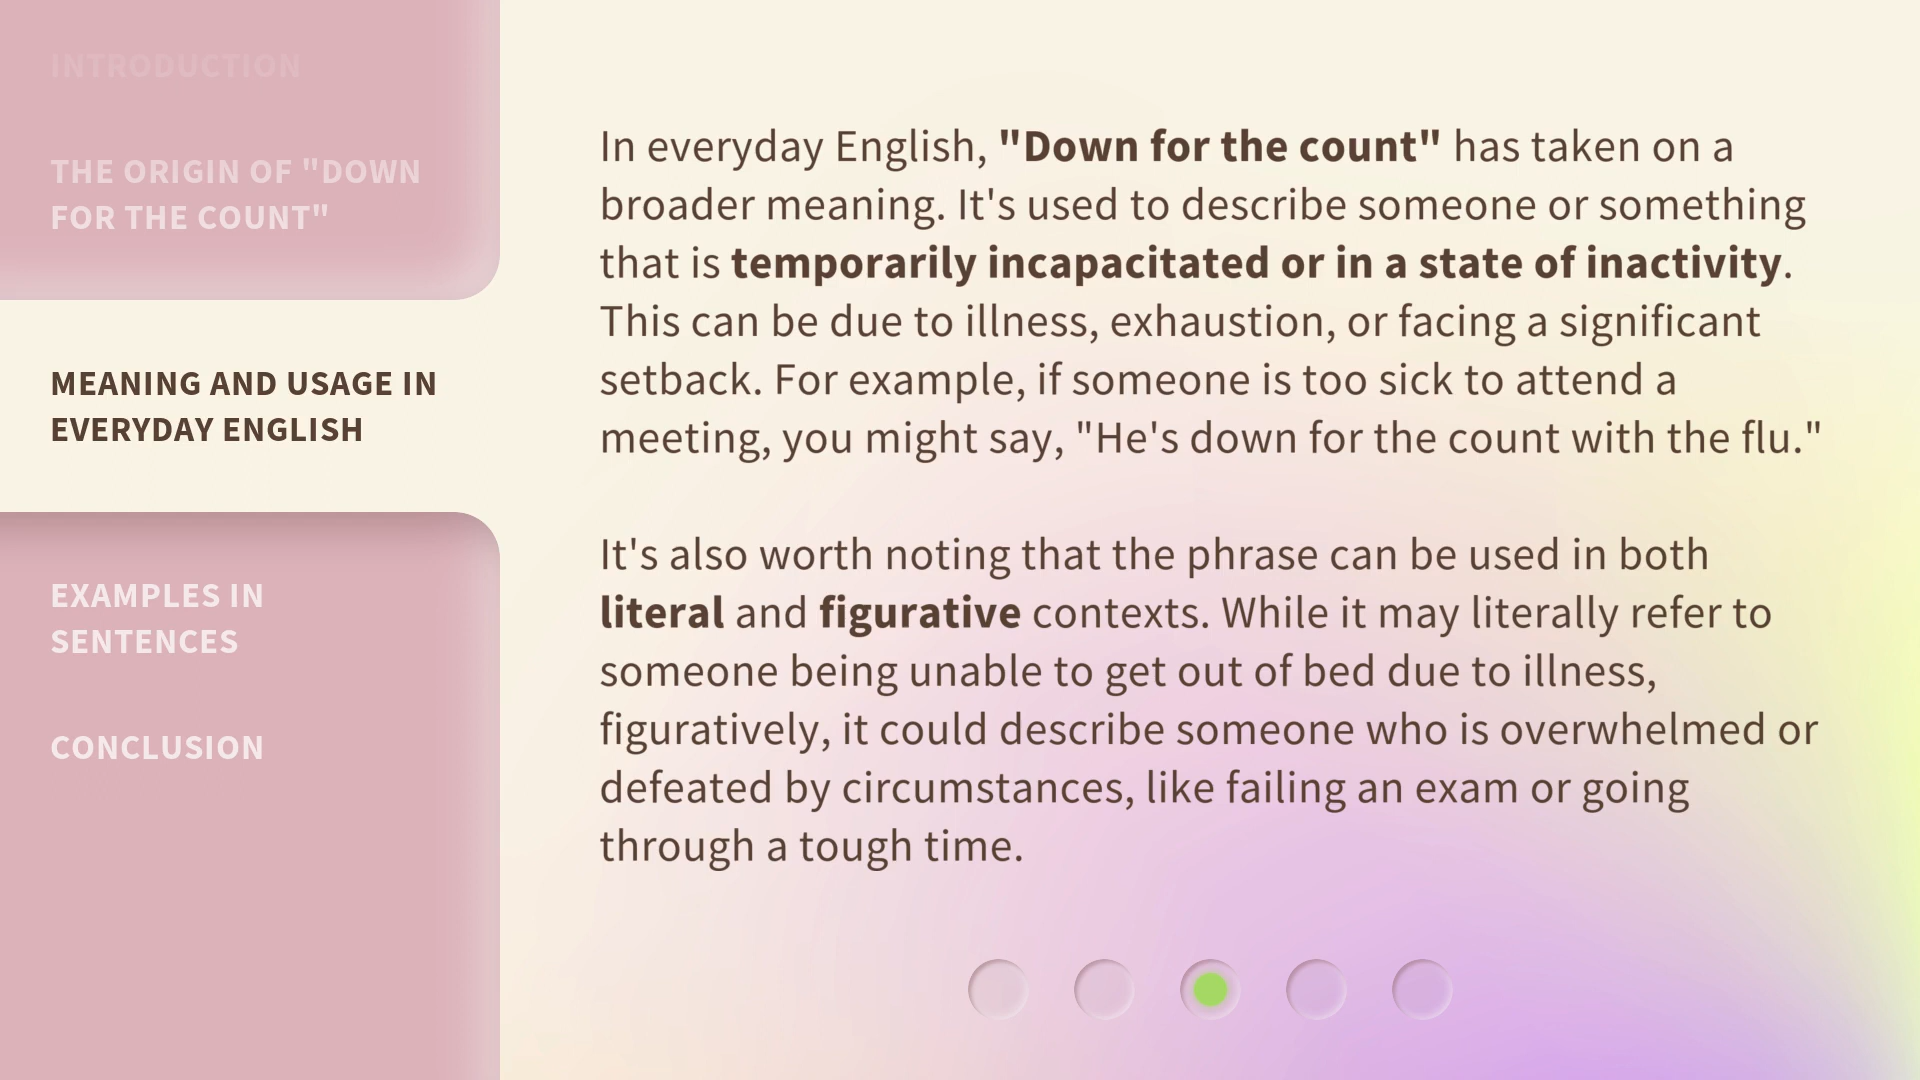 INTRODUCTION
THE ORIGIN OF "DOWN
FOR THE COUNT"
MEANING AND USAGE IN
EVERYDAY ENGLISH
EXAMPLES IN
SENTENCES
CONCLUSION
In everyday English, "Down for the count" has taken on a
broader meaning. It's used to describe someone or something
that is temporarily incapacitated or in a state of inactivity.
This can be due to illness, exhaustion, or facing a significant
setback. For example, if someone is too sick to attend a
meeting, you might say, "He's down for the count with the flu."
It's also worth noting that the phrase can be used in both
literal and figurative contexts. While it may literally refer to
someone being unable to get out of bed due to illness,
figuratively, it could describe someone who is overwhelmed or
defeated by circumstances, like failing an exam or going
through a tough time.